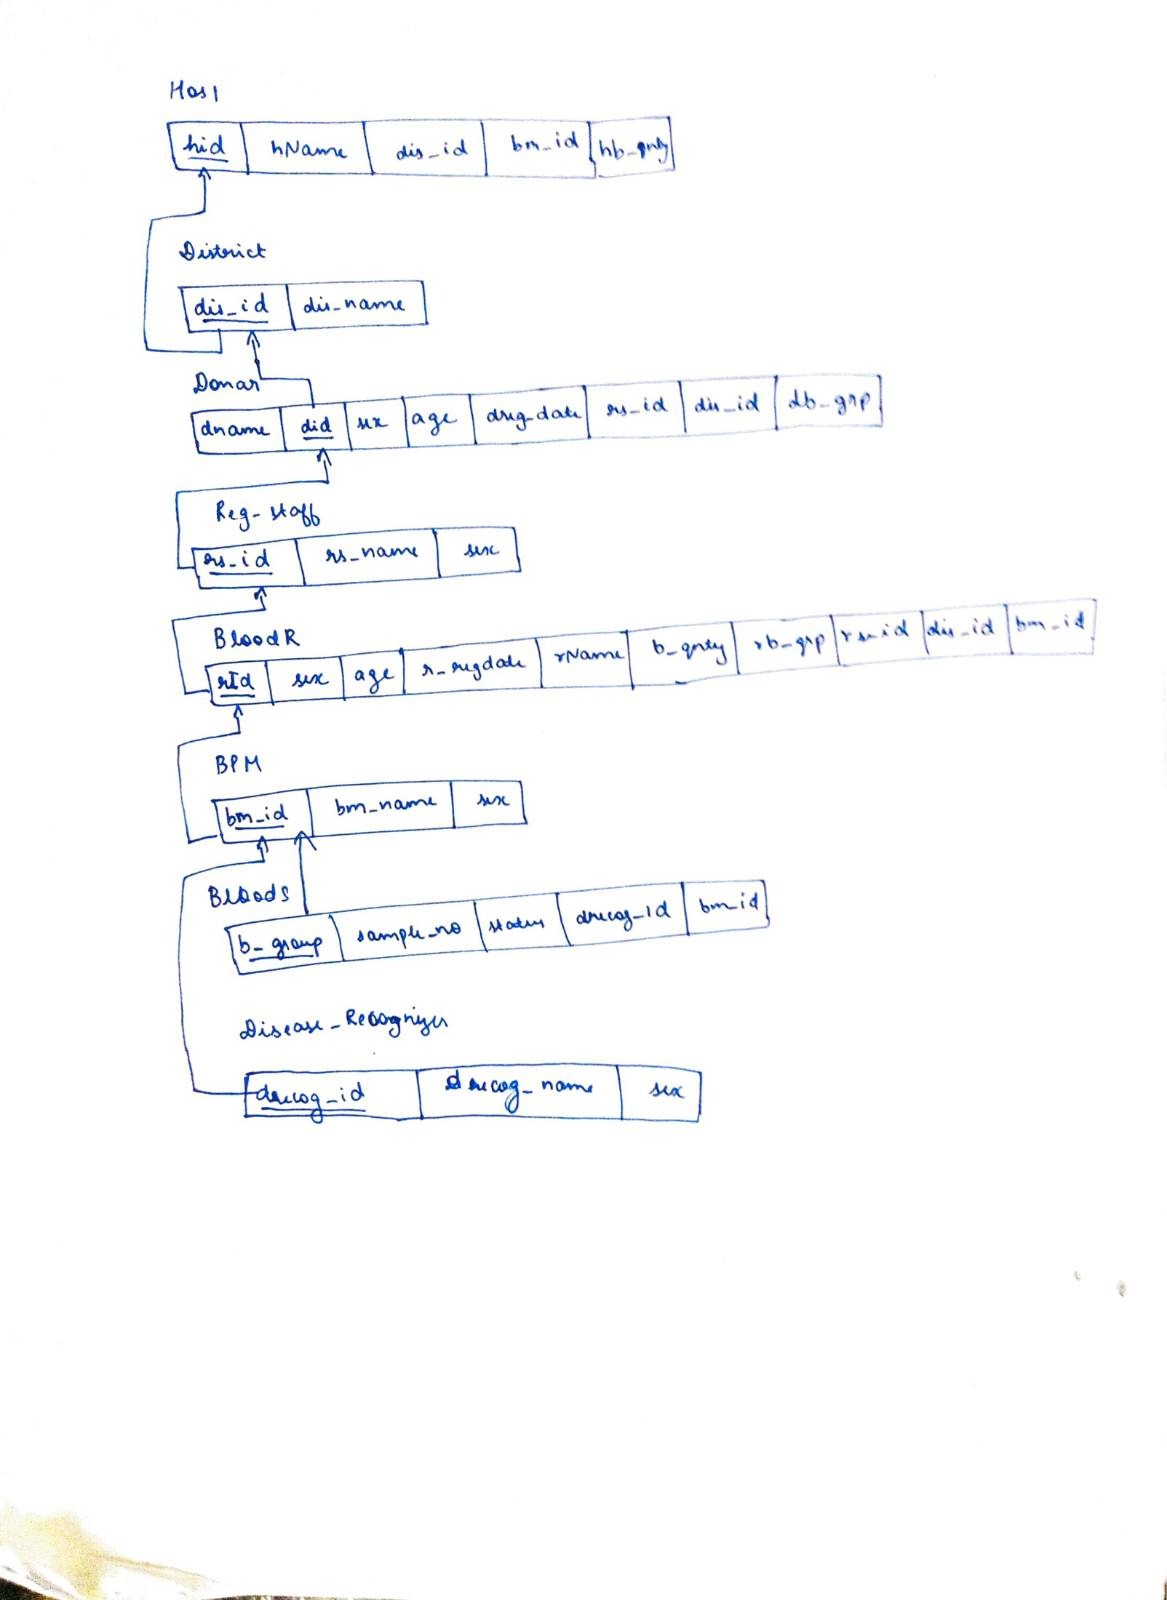 Hosl
hid hName dis_id bm_id hb_qnty
District
dis_id dis_name
Donar
dname did sex age dreg_date rs_id dis_id db_grp
Reg-staff
rs_id rs_name sex
BloodR
rId sex age r_regdate rName b_qnty rb_grp rs_id dis_id bm_id
BPM
bm_id bm_name sex
BloodS
b_group sample_no status drecog_id bm_id
Disease_Recognizer
drecog_id drecog_name sex